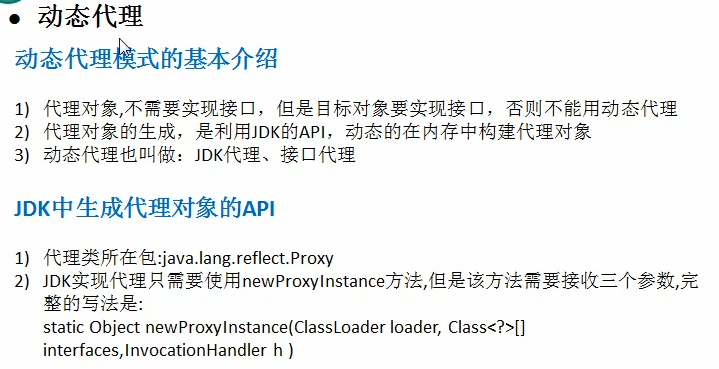 ● 动态代理
动态代理模式的基本介绍
1) 代理对象,不需要实现接口，但是目标对象要实现接口，否则不能用动态代理
2) 代理对象的生成，是利用JDK的API，动态的在内存中构建代理对象
3) 动态代理也叫做：JDK代理、接口代理
JDK中生成代理对象的API
1) 代理类所在包:java.lang.reflect.Proxy
2) JDK实现代理只需要使用newProxyInstance方法,但是该方法需要接收三个参数,完
整的写法是:
static Object newProxyInstance(ClassLoader loader, Class<?>[]
interfaces,InvocationHandler h )